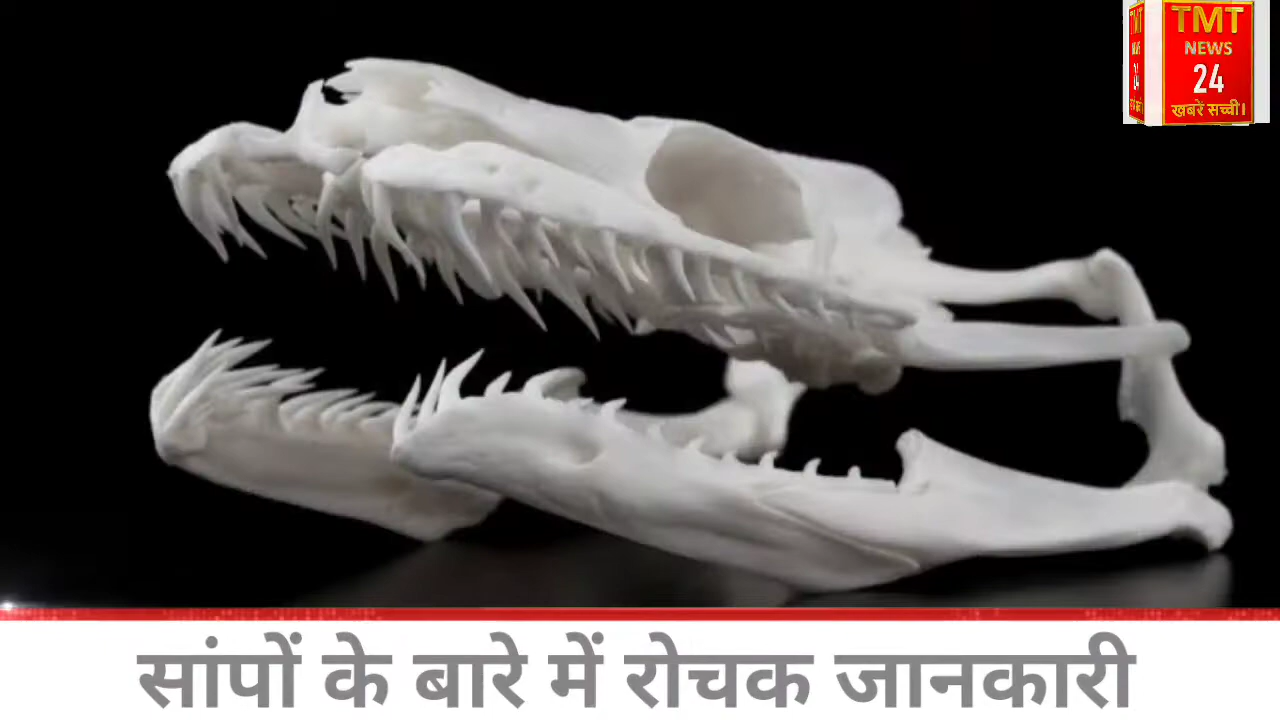 TMT
NEWS
24
खबरें सच्ची।
सांपों के बारे में रोचक जानकारी